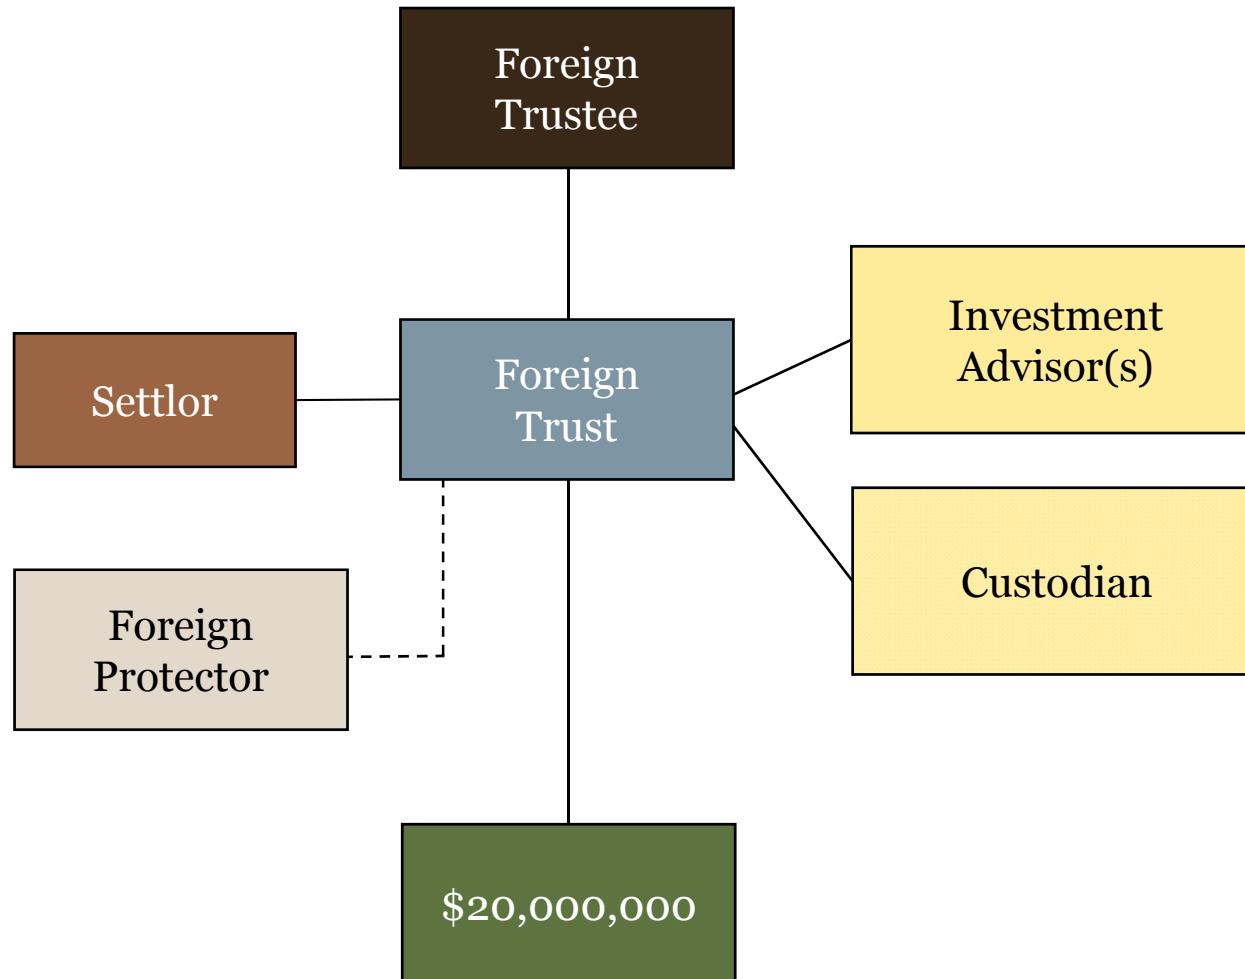 Foreign
Trustee
Investment
Advisor(s)
Settlor
Foreign
Trust
Custodian
Foreign
Protector
$20,000,000